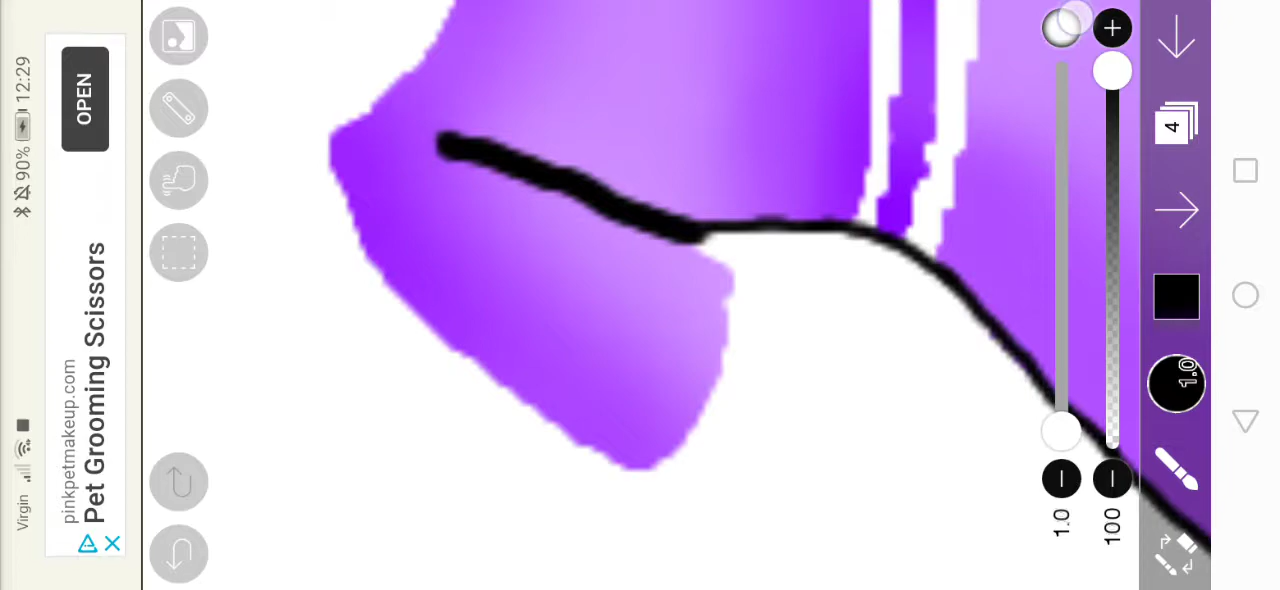 Virgin 90% 12:29
pinkpetmakeup.com
Pet Grooming Scissors
OPEN
1.0
100
4
1.0